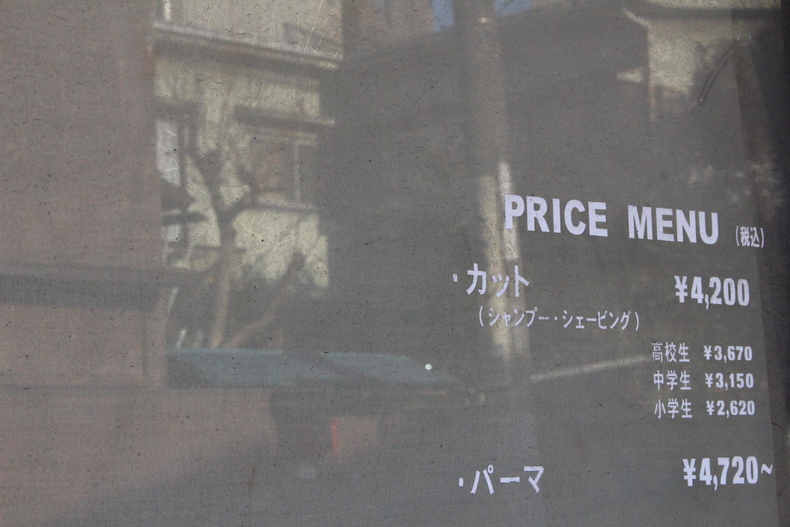 PRICE MENU (税込)
・カット ¥4,200
(シャンプー・シェービング)
高校生 ¥3,670
中学生 ¥3,150
小学生 ¥2,620
・パーマ ¥4,720~